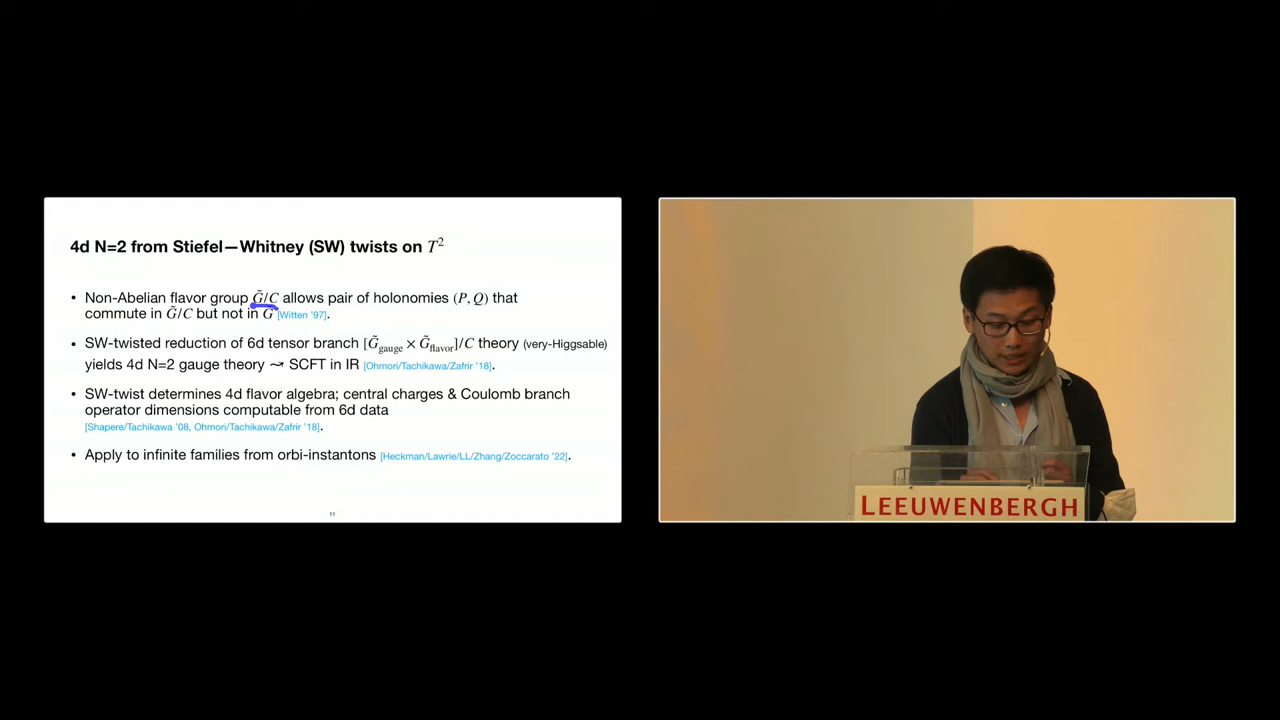 4d N=2 from Stiefel—Whitney (SW) twists on T²
• Non-Abelian flavor group G̃/C allows pair of holonomies (P, Q) that
commute in G̃/C but not in G̃ [Witten '97].
• SW-twisted reduction of 6d tensor branch [G̃gauge × G̃flavor]/C theory (very-Higgsable)
yields 4d N=2 gauge theory ⤳ SCFT in IR [Ohmori/Tachikawa/Zafrir '18].
• SW-twist determines 4d flavor algebra; central charges & Coulomb branch
operator dimensions computable from 6d data
[Shapere/Tachikawa '08, Ohmori/Tachikawa/Zafrir '18].
• Apply to infinite families from orbi-instantons [Heckman/Lawrie/LL/Zhang/Zoccarato '22].
11
LEEUWENBERGH